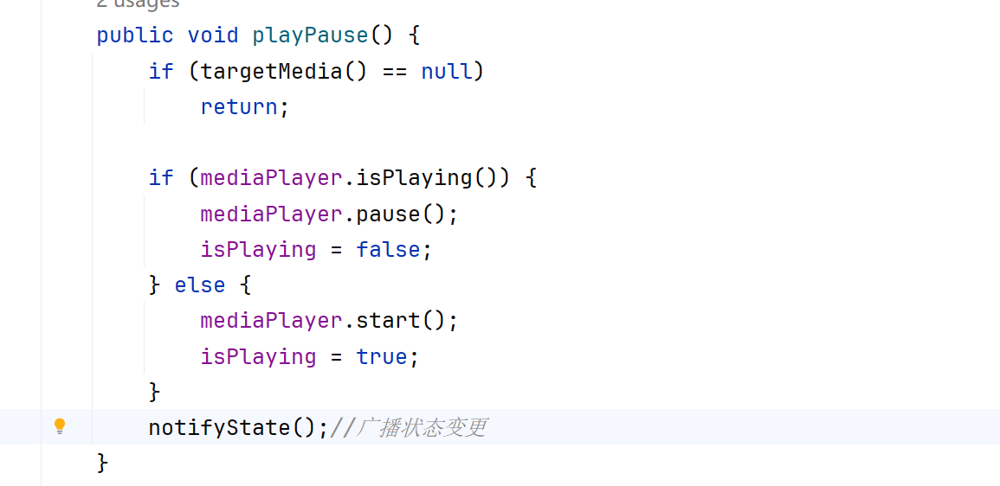 2 usages
public void playPause() {
if (targetMedia() == null)
return;
if (mediaPlayer.isPlaying()) {
mediaPlayer.pause();
isPlaying = false;
} else {
mediaPlayer.start();
isPlaying = true;
}
notifyState();//广播状态变更
}